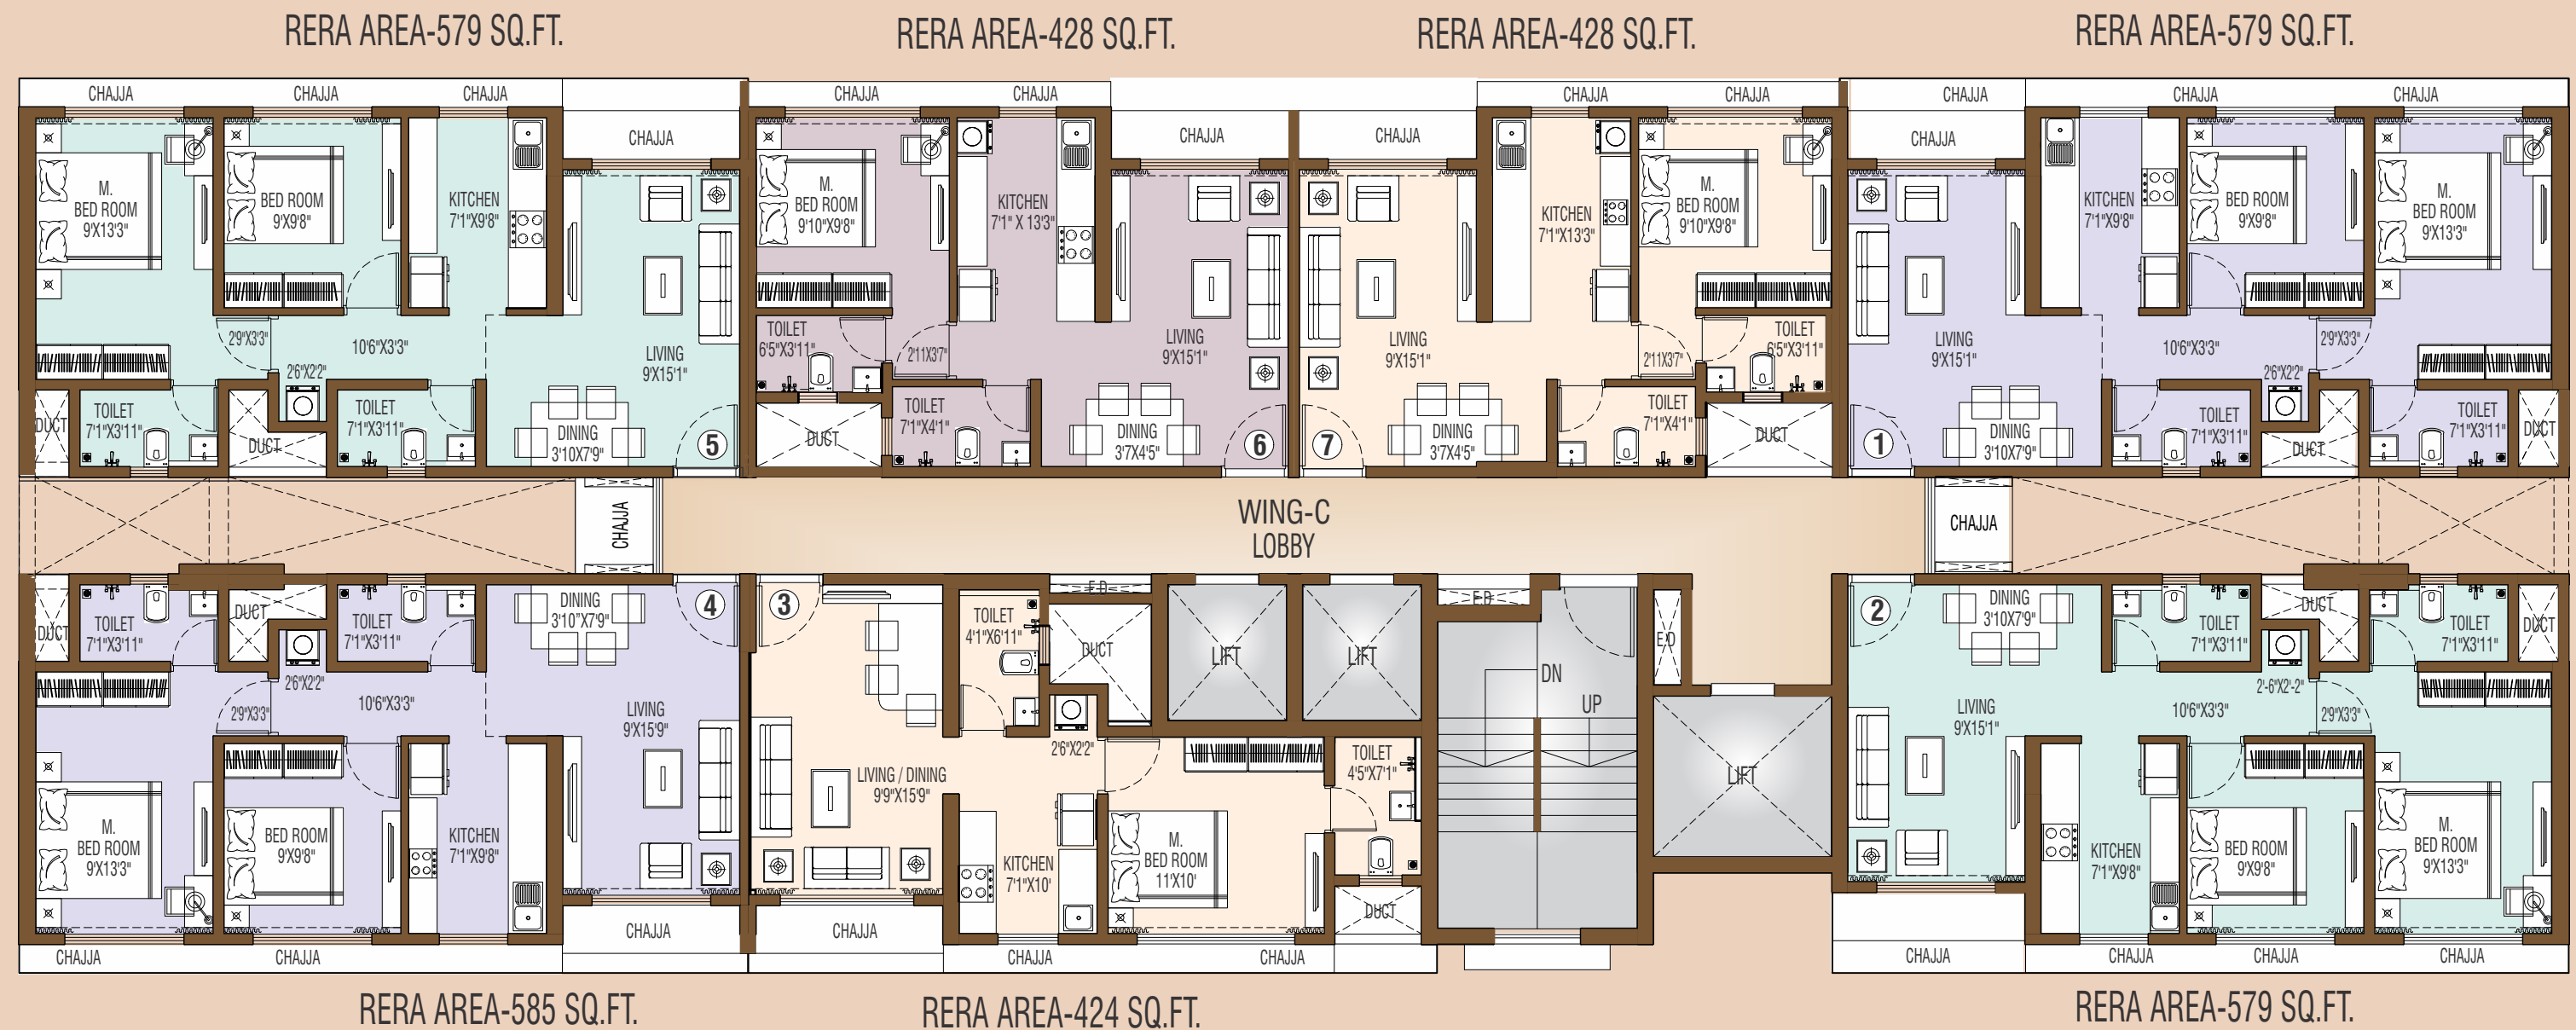 RERA AREA-579 SQ.FT.
RERA AREA-428 SQ.FT.
RERA AREA-428 SQ.FT.
RERA AREA-579 SQ.FT.
CHAJJA
CHAJJA
CHAJJA
CHAJJA
M.
BED ROOM
9'X13'3"
BED ROOM
9'X9'8"
KITCHEN
7'1"X9'8"
LIVING
9'X15'1"
2'9"X3'3"
10'6"X3'3"
2'6"X2'2"
DUCT
TOILET
7'1"X3'11"
DUCT
TOILET
7'1"X3'11"
DINING
3'10X7'9"
5
CHAJJA
CHAJJA
CHAJJA
M.
BED ROOM
9'10"X9'8"
KITCHEN
7'1" X 13'3"
LIVING
9'X15'1"
TOILET
6'5"X3'11"
2'11X3'7"
DUCT
TOILET
7'1"X4'1"
DINING
3'7X4'5"
6
CHAJJA
CHAJJA
CHAJJA
LIVING
9'X15'1"
KITCHEN
7'1"X13'3"
M.
BED ROOM
9'10"X9'8"
2'11X3'7"
TOILET
6'5"X3'11"
7
DINING
3'7X4'5"
TOILET
7'1"X4'1"
DUCT
CHAJJA
CHAJJA
CHAJJA
CHAJJA
KITCHEN
7'1"X9'8"
BED ROOM
9'X9'8"
M.
BED ROOM
9'X13'3"
LIVING
9'X15'1"
10'6"X3'3"
2'9"X3'3"
2'6"X2'2"
1
DINING
3'10X7'9"
TOILET
7'1"X3'11"
DUCT
TOILET
7'1"X3'11"
DUCT
CHAJJA
WING-C
LOBBY
CHAJJA
DUCT
TOILET
7'1"X3'11"
DUCT
TOILET
7'1"X3'11"
DINING
3'10"X7'9"
4
2'6"X2'2"
2'9"X3'3"
10'6"X3'3"
LIVING
9'X15'9"
M.
BED ROOM
9'X13'3"
BED ROOM
9'X9'8"
KITCHEN
7'1"X9'8"
CHAJJA
CHAJJA
CHAJJA
3
TOILET
4'1"X6'11"
E.D
DUCT
2'6"X2'2"
LIVING / DINING
9'9"X15'9"
KITCHEN
7'1"X10'
M.
BED ROOM
11'X10'
TOILET
4'5"X7'1"
DUCT
CHAJJA
CHAJJA
CHAJJA
LIFT
LIFT
E.D
DN
UP
E.D
LIFT
2
DINING
3'10X7'9"
TOILET
7'1"X3'11"
DUCT
TOILET
7'1"X3'11"
DUCT
2'-6"X2'-2"
LIVING
9'X15'1"
10'6"X3'3"
2'9"X3'3"
KITCHEN
7'1"X9'8"
BED ROOM
9'X9'8"
M.
BED ROOM
9'X13'3"
CHAJJA
CHAJJA
CHAJJA
CHAJJA
RERA AREA-585 SQ.FT.
RERA AREA-424 SQ.FT.
RERA AREA-579 SQ.FT.